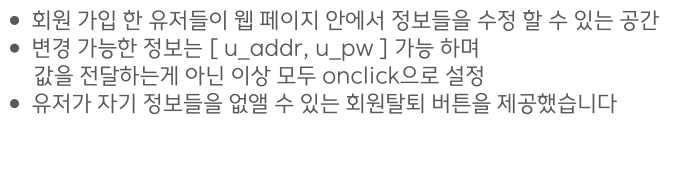 • 회원 가입 한 유저들이 웹 페이지 안에서 정보들을 수정 할 수 있는 공간
• 변경 가능한 정보는 [ u_addr, u_pw ] 가능 하며
값을 전달하는게 아닌 이상 모두 onclick으로 설정
• 유저가 자기 정보들을 없앨 수 있는 회원탈퇴 버튼을 제공했습니다